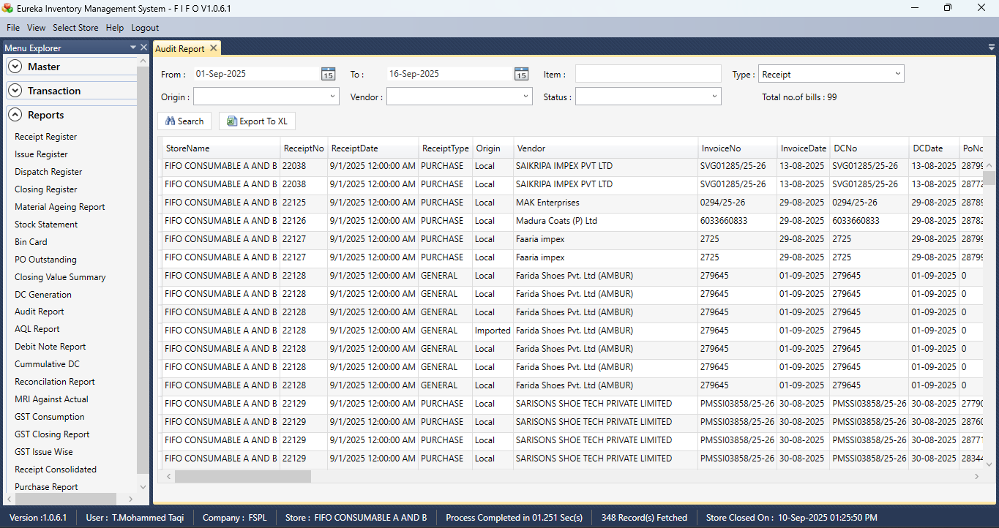 Eureka Inventory Management System - F I F O V1.0.6.1
File View Select Store Help Logout
Menu Explorer
Master
Transaction
Reports
Receipt Register
Issue Register
Dispatch Register
Closing Register
Material Ageing Report
Stock Statement
Bin Card
PO Outstanding
Closing Value Summary
DC Generation
Audit Report
AQL Report
Debit Note Report
Cummulative DC
Reconcilation Report
MRI Against Actual
GST Consumption
GST Closing Report
GST Issue Wise
Receipt Consolidated
Purchase Report
Audit Report
From : 01-Sep-2025 15 To : 16-Sep-2025 15 Item : Type : Receipt
Origin : Vendor : Status : Total no.of bills : 99
Search Export To XL
StoreName ReceiptNo ReceiptDate ReceiptType Origin Vendor InvoiceNo InvoiceDate DCNo DCDate PoNo
FIFO CONSUMABLE A AND B 22038 9/1/2025 12:00:00 AM PURCHASE Local SAIKRIPA IMPEX PVT LTD SVG01285/25-26 13-08-2025 SVG01285/25-26 13-08-2025 28799
FIFO CONSUMABLE A AND B 22038 9/1/2025 12:00:00 AM PURCHASE Local SAIKRIPA IMPEX PVT LTD SVG01285/25-26 13-08-2025 SVG01285/25-26 13-08-2025 28772
FIFO CONSUMABLE A AND B 22125 9/1/2025 12:00:00 AM PURCHASE Local MAK Enterprises 0294/25-26 29-08-2025 0294/25-26 29-08-2025 28789
FIFO CONSUMABLE A AND B 22126 9/1/2025 12:00:00 AM PURCHASE Local Madura Coats (P) Ltd 6033660833 29-08-2025 6033660833 29-08-2025 28782
FIFO CONSUMABLE A AND B 22127 9/1/2025 12:00:00 AM PURCHASE Local Faaria impex 2725 29-08-2025 2725 29-08-2025 28799
FIFO CONSUMABLE A AND B 22127 9/1/2025 12:00:00 AM PURCHASE Local Faaria impex 2725 29-08-2025 2725 29-08-2025 28799
FIFO CONSUMABLE A AND B 22128 9/1/2025 12:00:00 AM GENERAL Local Farida Shoes Pvt. Ltd (AMBUR) 279645 01-09-2025 279645 01-09-2025 0
FIFO CONSUMABLE A AND B 22128 9/1/2025 12:00:00 AM GENERAL Local Farida Shoes Pvt. Ltd (AMBUR) 279645 01-09-2025 279645 01-09-2025 0
FIFO CONSUMABLE A AND B 22128 9/1/2025 12:00:00 AM GENERAL Local Farida Shoes Pvt. Ltd (AMBUR) 279645 01-09-2025 279645 01-09-2025 0
FIFO CONSUMABLE A AND B 22128 9/1/2025 12:00:00 AM GENERAL Imported Farida Shoes Pvt. Ltd (AMBUR) 279645 01-09-2025 279645 01-09-2025 0
FIFO CONSUMABLE A AND B 22128 9/1/2025 12:00:00 AM GENERAL Local Farida Shoes Pvt. Ltd (AMBUR) 279645 01-09-2025 279645 01-09-2025 0
FIFO CONSUMABLE A AND B 22128 9/1/2025 12:00:00 AM GENERAL Local Farida Shoes Pvt. Ltd (AMBUR) 279645 01-09-2025 279645 01-09-2025 0
FIFO CONSUMABLE A AND B 22128 9/1/2025 12:00:00 AM GENERAL Local Farida Shoes Pvt. Ltd (AMBUR) 279645 01-09-2025 279645 01-09-2025 0
FIFO CONSUMABLE A AND B 22129 9/1/2025 12:00:00 AM PURCHASE Local SARISONS SHOE TECH PRIVATE LIMITED PMSSI03858/25-26 30-08-2025 PMSSI03858/25-26 30-08-2025 27790
FIFO CONSUMABLE A AND B 22129 9/1/2025 12:00:00 AM PURCHASE Local SARISONS SHOE TECH PRIVATE LIMITED PMSSI03858/25-26 30-08-2025 PMSSI03858/25-26 30-08-2025 28760
FIFO CONSUMABLE A AND B 22129 9/1/2025 12:00:00 AM PURCHASE Local SARISONS SHOE TECH PRIVATE LIMITED PMSSI03858/25-26 30-08-2025 PMSSI03858/25-26 30-08-2025 28771
FIFO CONSUMABLE A AND B 22129 9/1/2025 12:00:00 AM PURCHASE Local SARISONS SHOE TECH PRIVATE LIMITED PMSSI03858/25-26 30-08-2025 PMSSI03858/25-26 30-08-2025 28344
Version :1.0.6.1 User : T.Mohammed Taqi Company : FSPL Store : FIFO CONSUMABLE A AND B Process Completed in 01.251 Sec(s) 348 Record(s) Fetched Store Closed On : 10-Sep-2025 01:25:50 PM